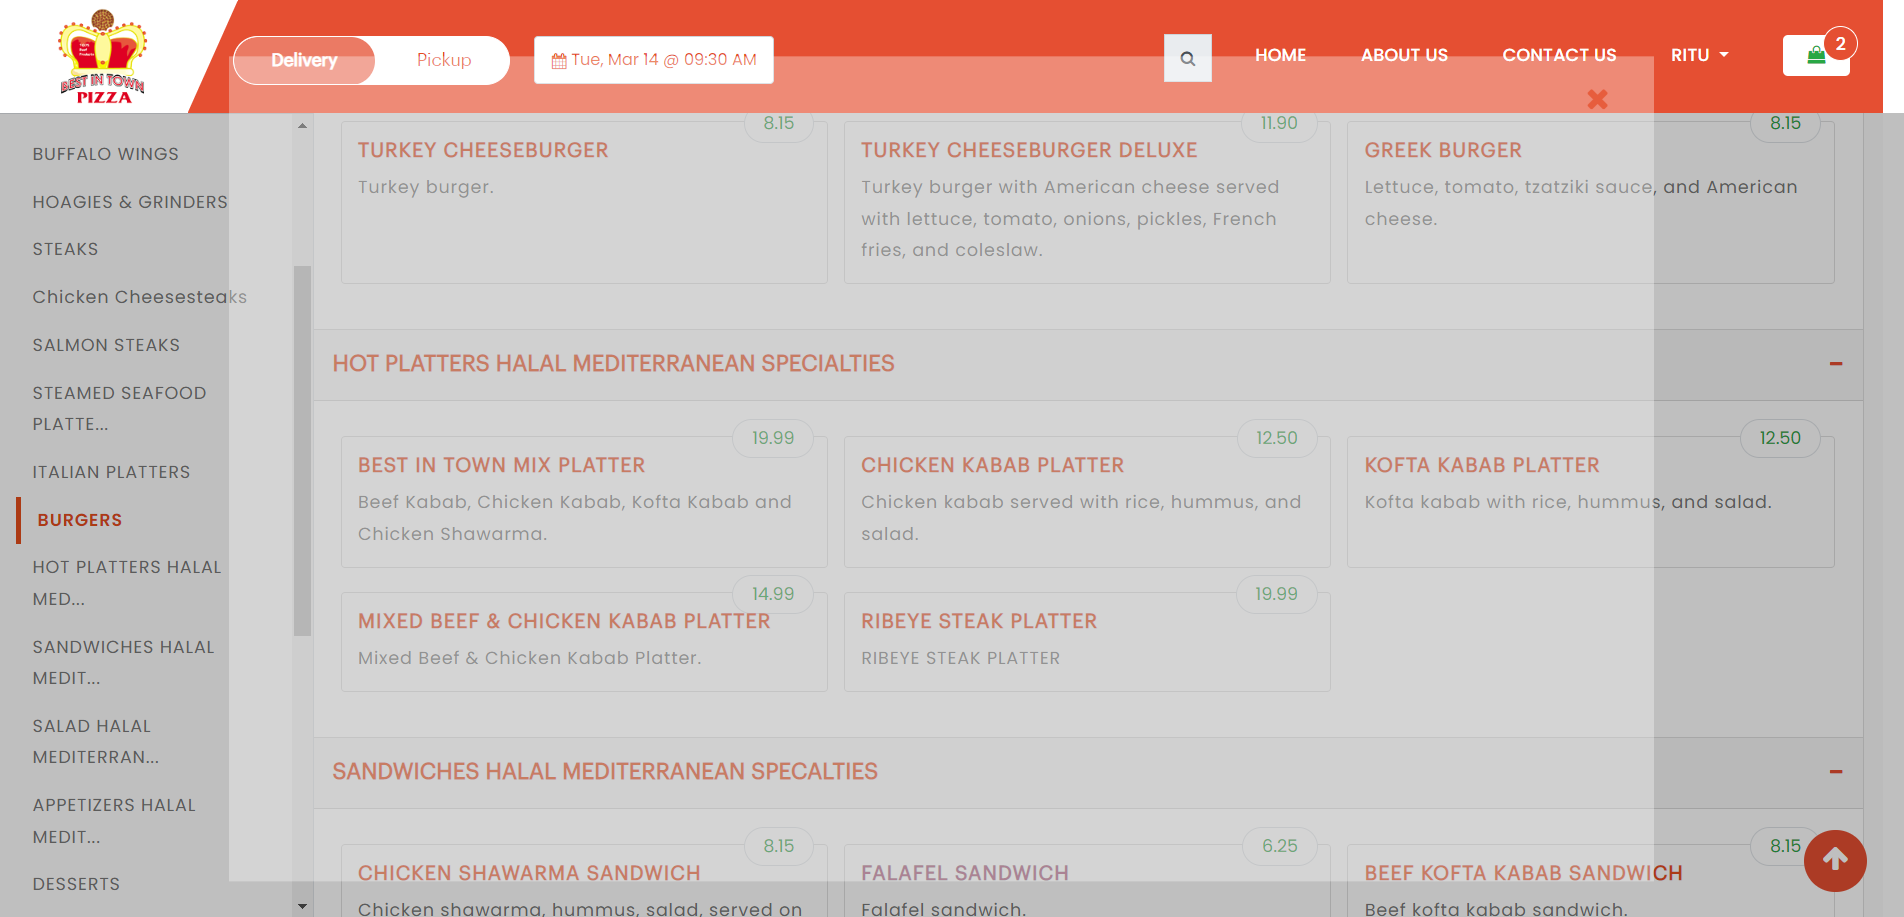 BEST IN TOWN
PIZZA
Delivery
Pickup
Tue, Mar 14 @ 09:30 AM
HOME
ABOUT US
CONTACT US
RITU
2
BUFFALO WINGS
HOAGIES & GRINDERS
STEAKS
Chicken Cheesesteaks
SALMON STEAKS
STEAMED SEAFOOD
PLATTE...
ITALIAN PLATTERS
BURGERS
HOT PLATTERS HALAL
MED...
SANDWICHES HALAL
MEDIT...
SALAD HALAL
MEDITERRAN...
APPETIZERS HALAL
MEDIT...
DESSERTS
8.15
TURKEY CHEESEBURGER
Turkey burger.
11.90
TURKEY CHEESEBURGER DELUXE
Turkey burger with American cheese served
with lettuce, tomato, onions, pickles, French
fries, and coleslaw.
8.15
GREEK BURGER
Lettuce, tomato, tzatziki sauce, and American
cheese.
HOT PLATTERS HALAL MEDITERRANEAN SPECIALTIES
19.99
BEST IN TOWN MIX PLATTER
Beef Kabab, Chicken Kabab, Kofta Kabab and
Chicken Shawarma.
12.50
CHICKEN KABAB PLATTER
Chicken kabab served with rice, hummus, and
salad.
12.50
KOFTA KABAB PLATTER
Kofta kabab with rice, hummus, and salad.
14.99
MIXED BEEF & CHICKEN KABAB PLATTER
Mixed Beef & Chicken Kabab Platter.
19.99
RIBEYE STEAK PLATTER
RIBEYE STEAK PLATTER
SANDWICHES HALAL MEDITERRANEAN SPECALTIES
8.15
CHICKEN SHAWARMA SANDWICH
Chicken shawarma, hummus, salad, served on
6.25
FALAFEL SANDWICH
Falafel sandwich.
8.15
BEEF KOFTA KABAB SANDWICH
Beef kofta kabab sandwich.